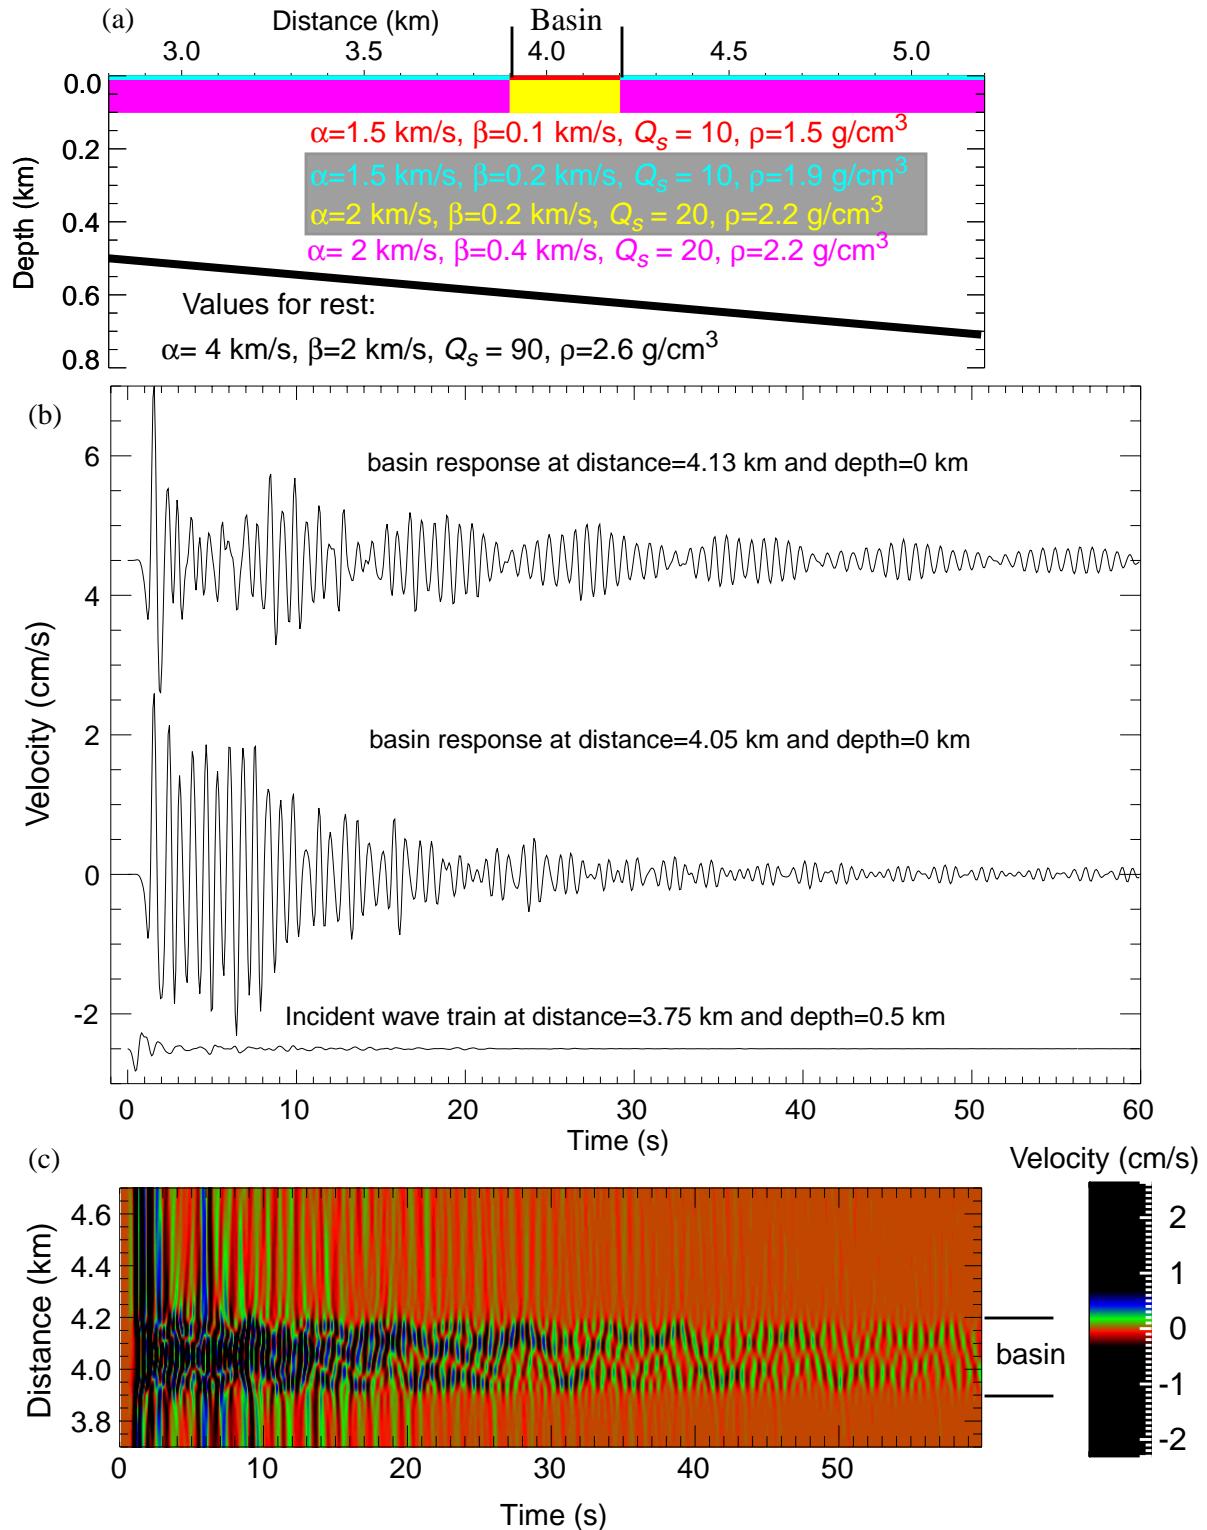 (a)
Distance (km)
Basin
3.0 3.5 4.0 4.5 5.0
0.0
0.2
0.4
0.6
0.8
Depth (km)
α=1.5 km/s, β=0.1 km/s, Qs = 10, ρ=1.5 g/cm3
α=1.5 km/s, β=0.2 km/s, Qs = 10, ρ=1.9 g/cm3
α=2 km/s, β=0.2 km/s, Qs = 20, ρ=2.2 g/cm3
α= 2 km/s, β=0.4 km/s, Qs = 20, ρ=2.2 g/cm3
Values for rest:
α= 4 km/s, β=2 km/s, Qs = 90, ρ=2.6 g/cm3
(b)
6
4
2
0
-2
Velocity (cm/s)
basin response at distance=4.13 km and depth=0 km
basin response at distance=4.05 km and depth=0 km
Incident wave train at distance=3.75 km and depth=0.5 km
0 10 20 30 40 50 60
Time (s)
(c)
4.6
4.4
4.2
4.0
3.8
Distance (km)
0 10 20 30 40 50
Time (s)
basin
Velocity (cm/s)
2
1
0
-1
-2